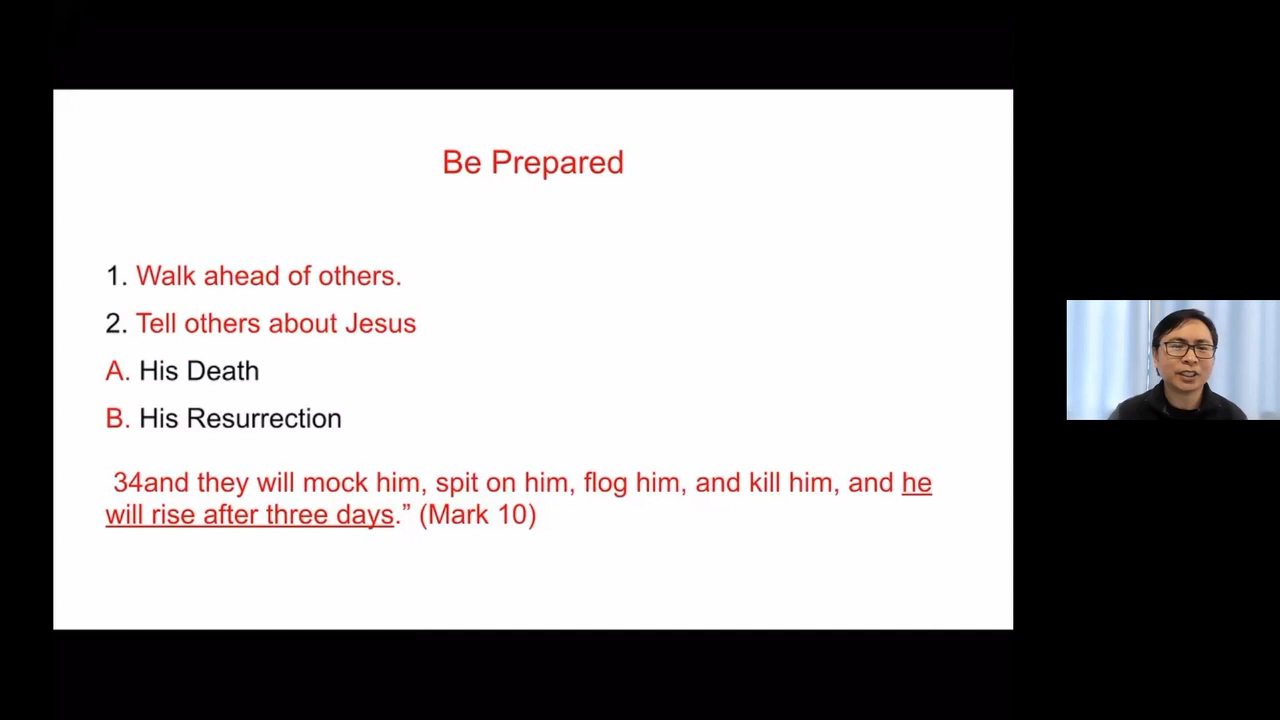 Be Prepared
1. Walk ahead of others.
2. Tell others about Jesus
A. His Death
B. His Resurrection
34and they will mock him, spit on him, flog him, and kill him, and he
will rise after three days.” (Mark 10)